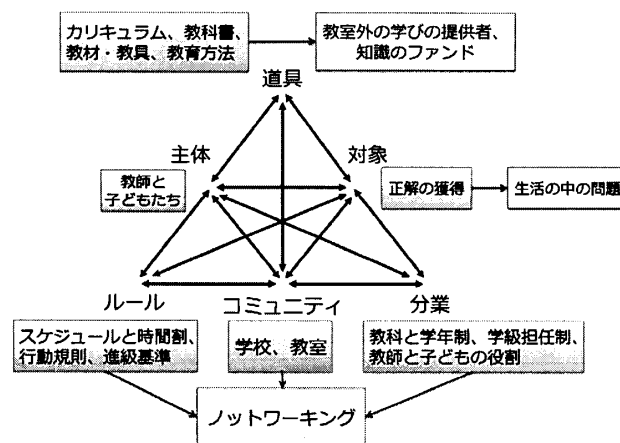 カリキュラム、教科書、
教材・教具、教育方法
教室外の学びの提供者、
知識のファンド
道具
主体
対象
教師と
子どもたち
正解の獲得
生活の中の問題
ルール
コミュニティ
分業
スケジュールと時間割、
行動規則、進級基準
学校、教室
教科と学年制、学級担任制、
教師と子どもの役割
ノットワーキング